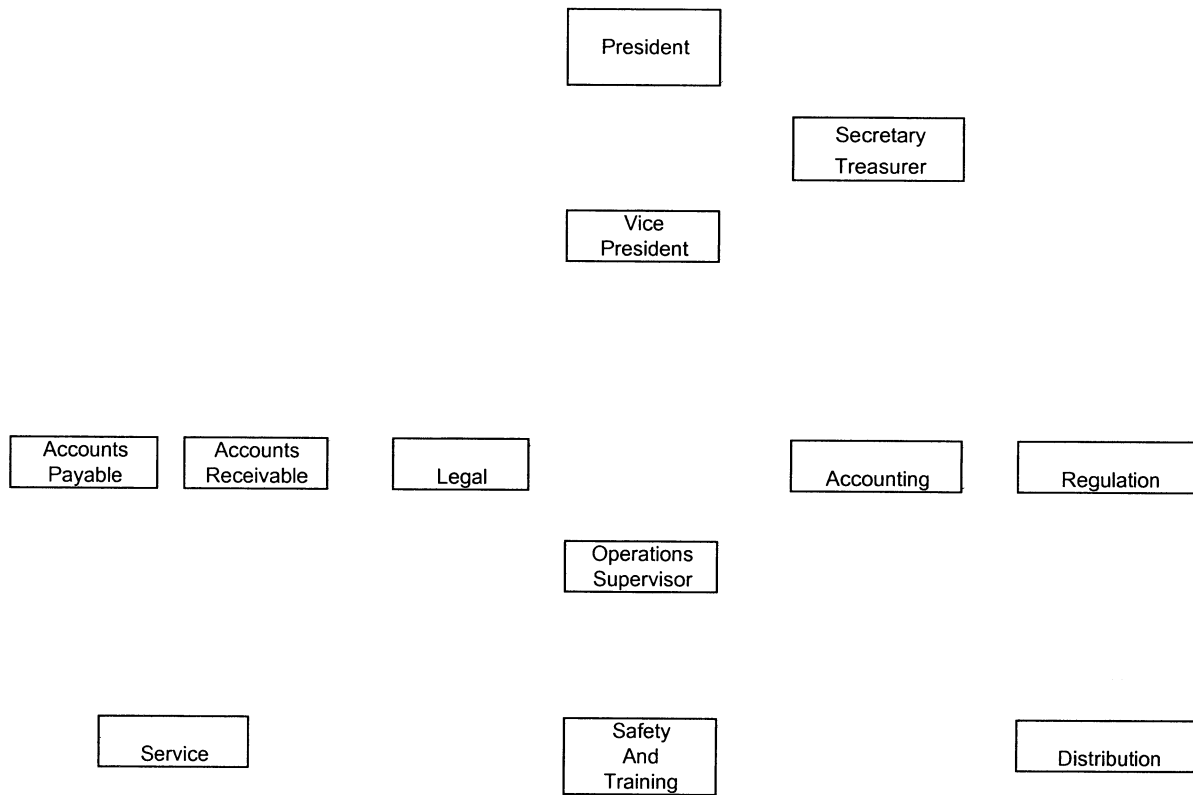 President
Secretary
Treasurer
Vice
President
Accounts
Payable
Accounts
Receivable
Legal
Accounting
Regulation
Operations
Supervisor
Service
Safety
And
Training
Distribution